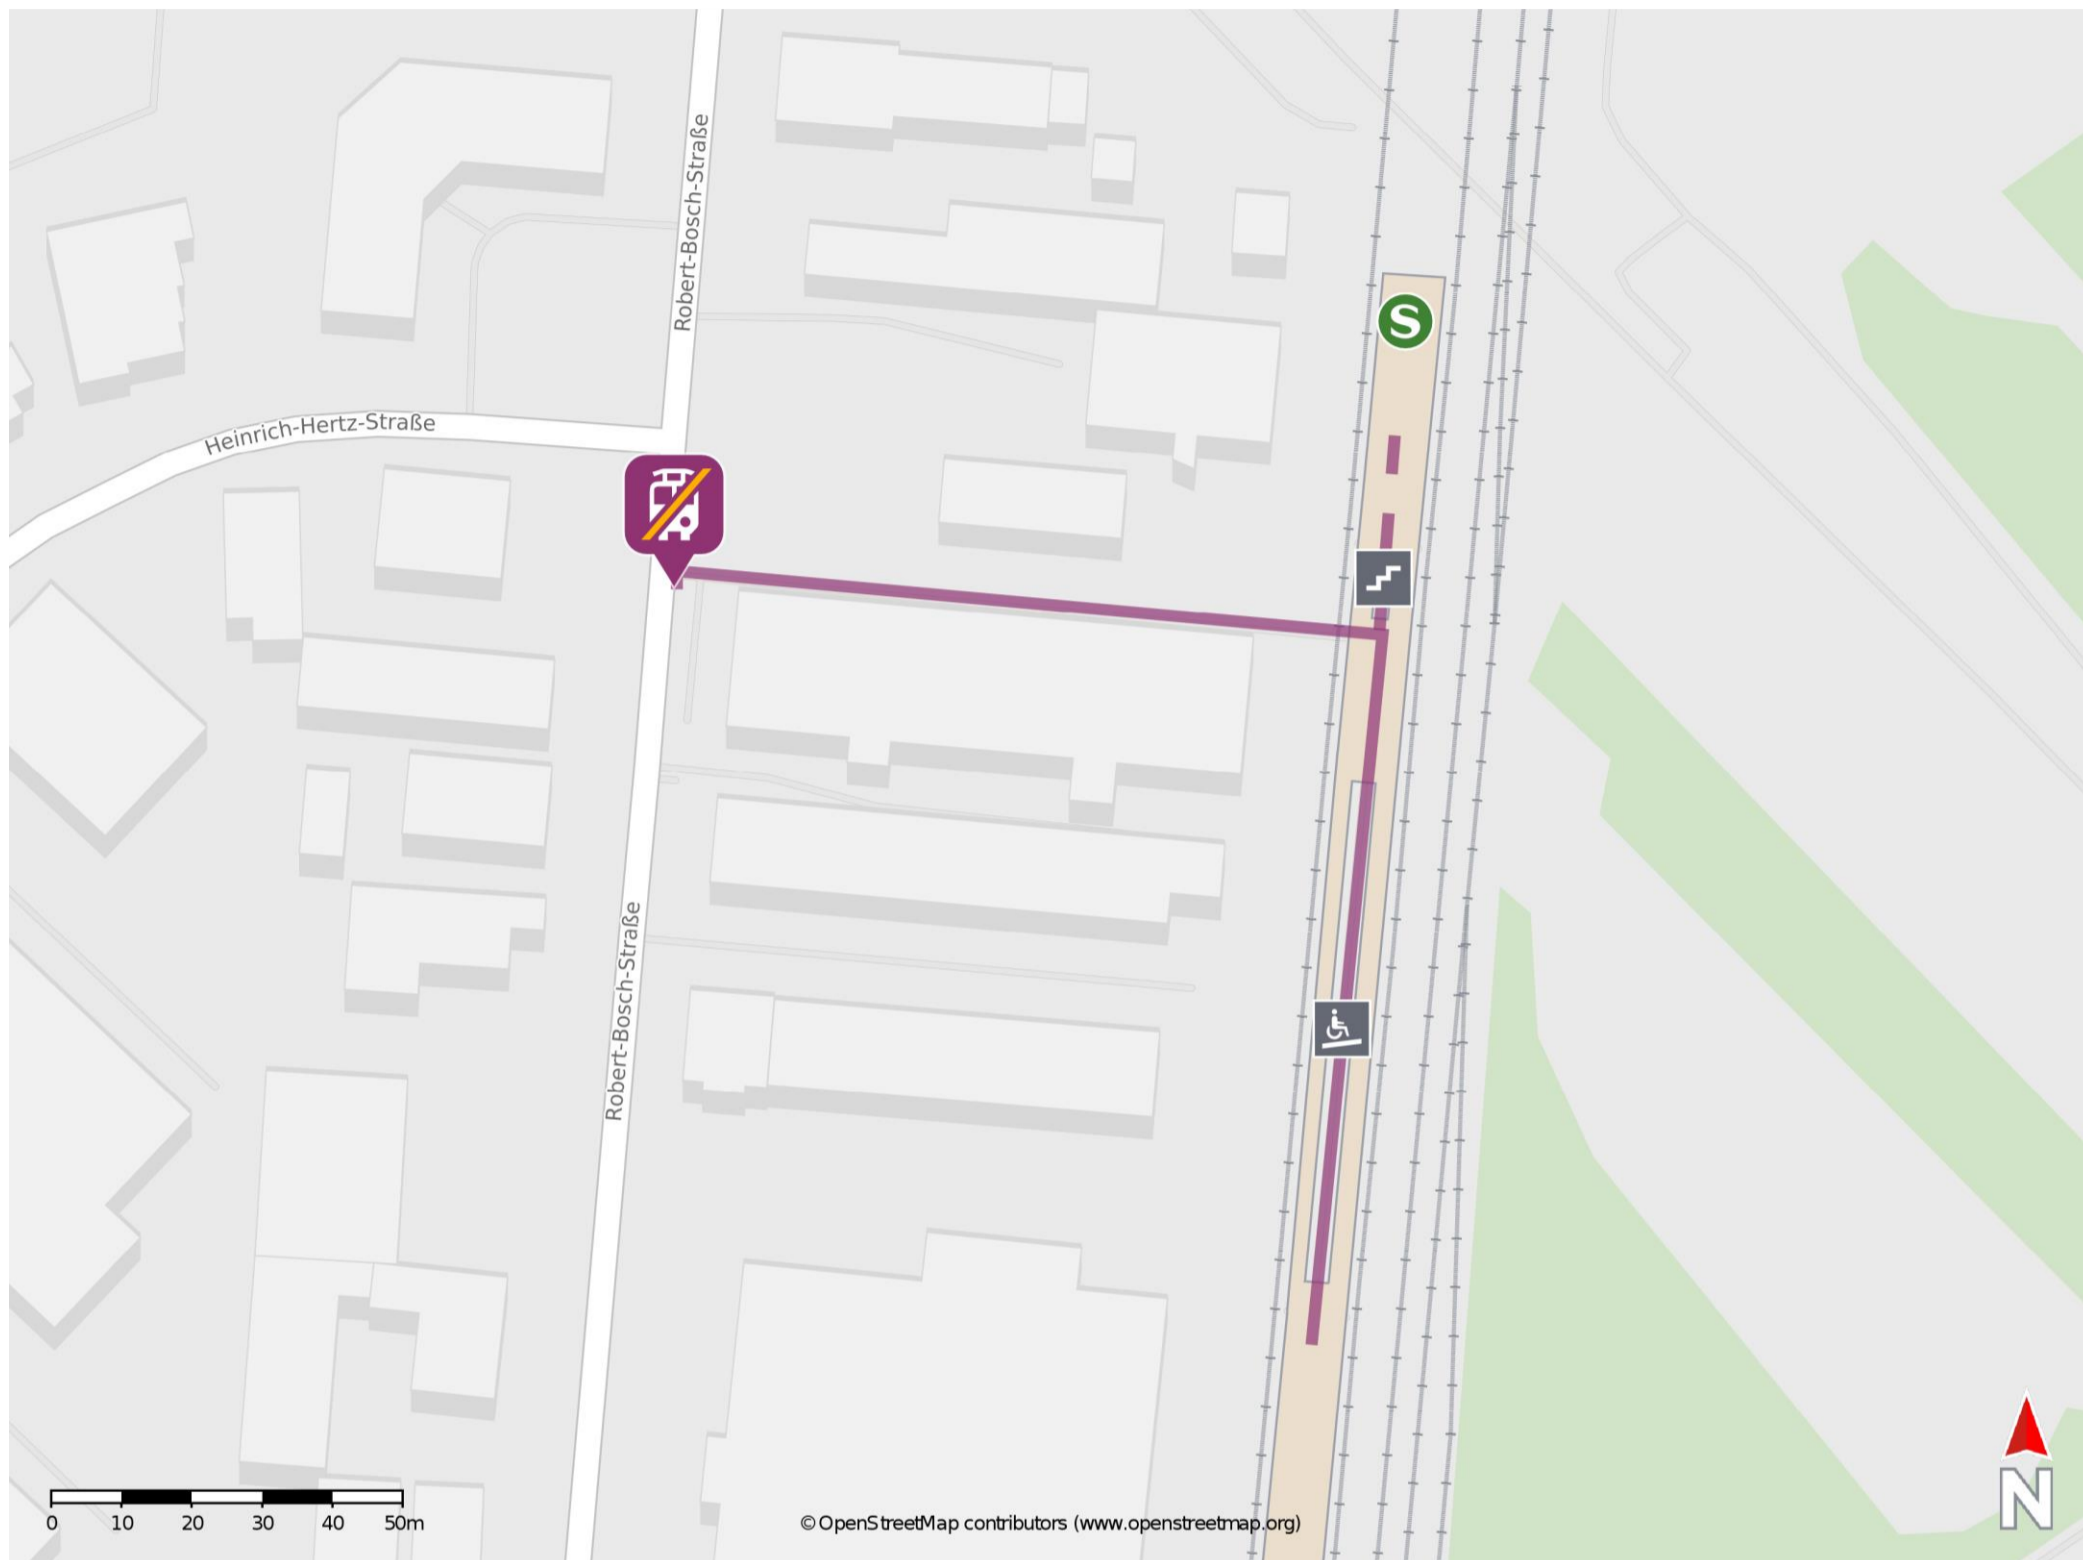 Robert-Bosch-Straße
S
Heinrich-Hertz-Straße
Robert-Bosch-Straße
0 10 20 30 40 50m
© OpenStreetMap contributors (www.openstreetmap.org)
N